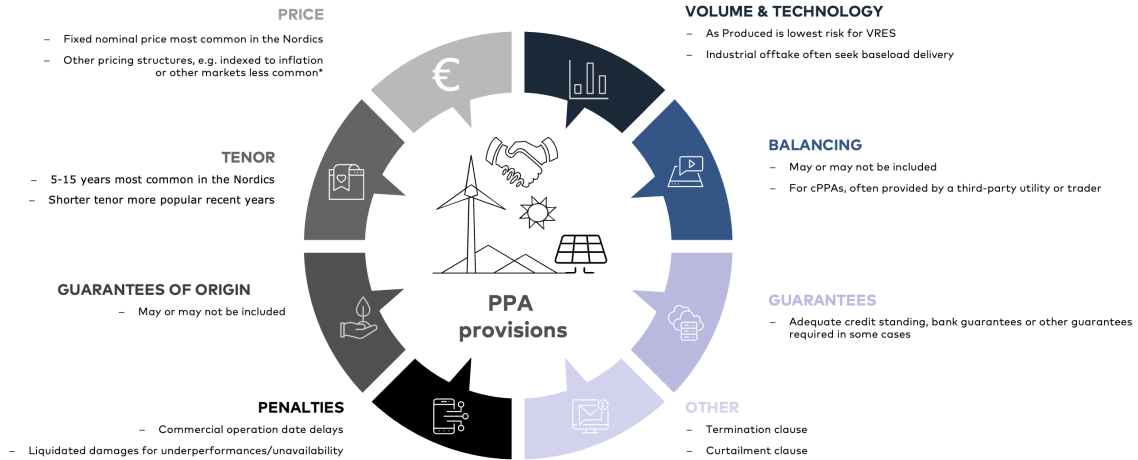 PRICE
– Fixed nominal price most common in the Nordics
– Other pricing structures, e.g. indexed to inflation
or other markets less common*
TENOR
– 5-15 years most common in the Nordics
– Shorter tenor more popular recent years
GUARANTEES OF ORIGIN
– May or may not be included
PENALTIES
– Commercial operation date delays
– Liquidated damages for underperformances/unavailability
€
1
PPA
provisions
VOLUME & TECHNOLOGY
– As Produced is lowest risk for VRES
– Industrial offtake often seek baseload delivery
BALANCING
– May or may not be included
– For cPPAs, often provided by a third-party utility or trader
GUARANTEES
– Adequate credit standing, bank guarantees or other guarantees
required in some cases
OTHER
– Termination clause
– Curtailment clause